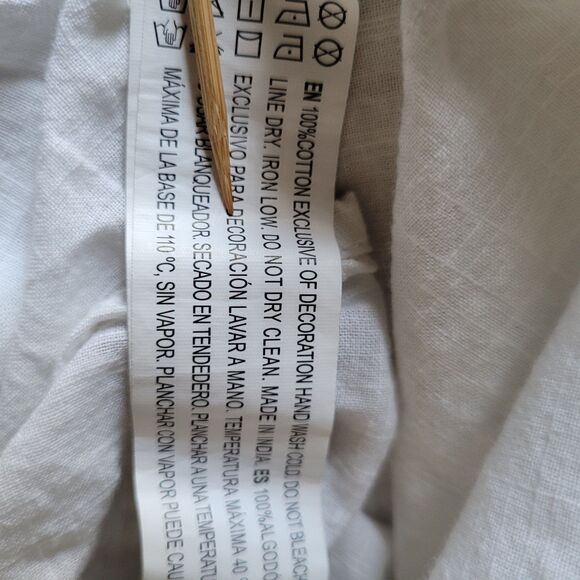 EN 100%COTTON EXCLUSIVE OF DECORATION HAND WASH COLD. DO NOT BLEACH
LINE DRY. IRON LOW. DO NOT DRY CLEAN. MADE IN INDIA. ES 100%ALGODÓ
EXCLUSIVO PARA DECORACIÓN LAVAR A MANO. TEMPERATURA MÁXIMA 40
BLANQUEADOR. SECADO EN TENDEDERO. PLANCHAR A UNA TEMPERATU
MÁXIMA DE LA BASE DE 110 ºC, SIN VAPOR. PLANCHAR CON VAPOR PUEDE CAU